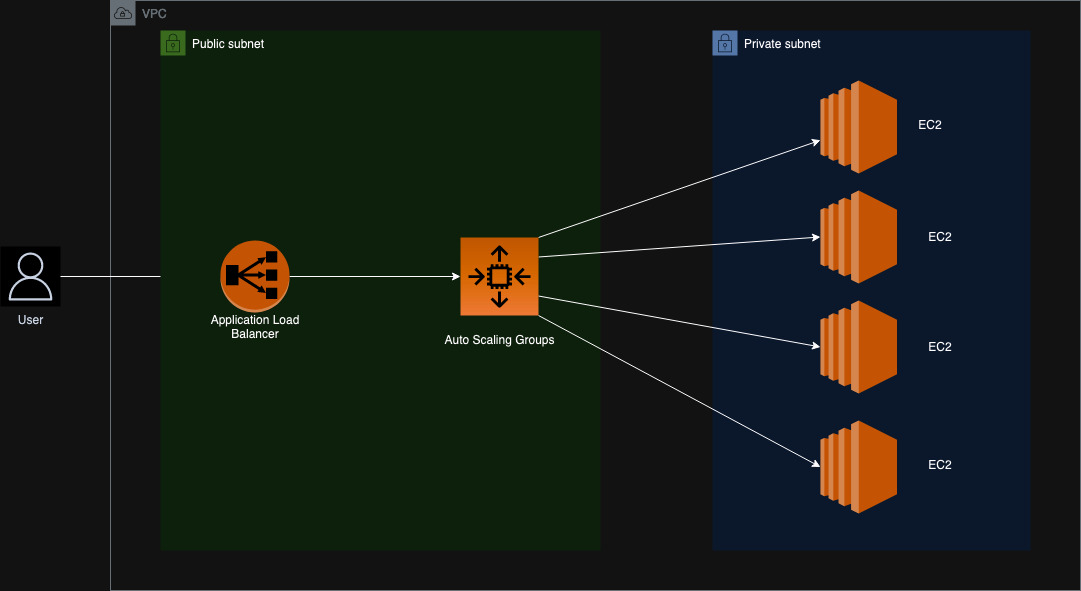 VPC
Public subnet
Private subnet
EC2
EC2
User
Application Load
Balancer
Auto Scaling Groups
EC2
EC2